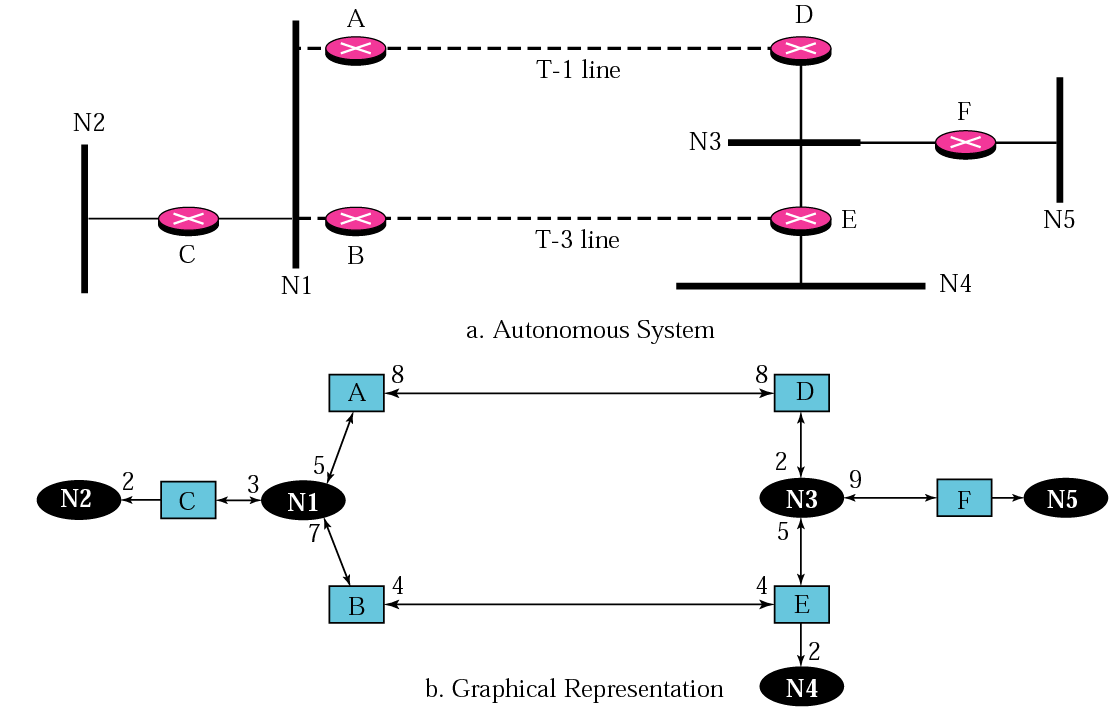 A
D
T-1 line
N2
F
N3
C
B
T-3 line
E
N5
N1
N4
a. Autonomous System
A
8
8
D
5
2
N2
2
C
3
N1
N3
9
F
N5
7
5
B
4
4
E
2
b. Graphical Representation
N4